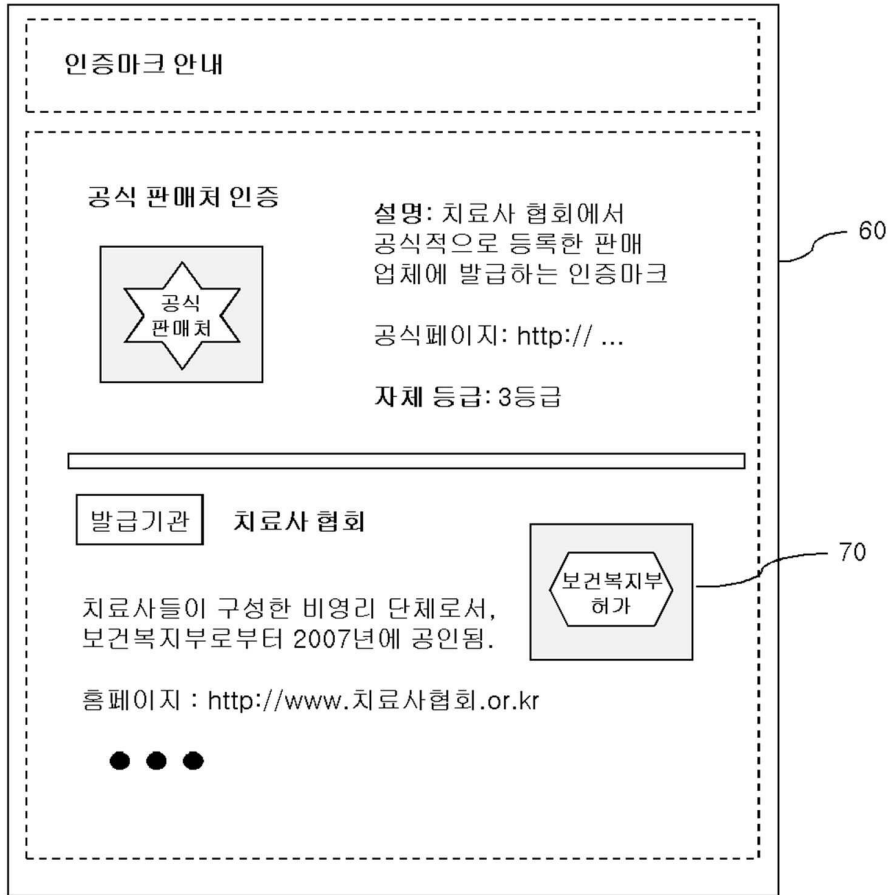 인증마크 안내
공식 판매처 인증
공식
판매처
설명: 치료사 협회에서
공식적으로 등록한 판매
업체에 발급하는 인증마크
공식페이지: http:// ...
자체 등급: 3등급
60
발급기관
치료사 협회
보건복지부
허가
70
치료사들이 구성한 비영리 단체로서,
보건복지부로부터 2007년에 공인됨.
홈페이지 : http://www.치료사협회.or.kr